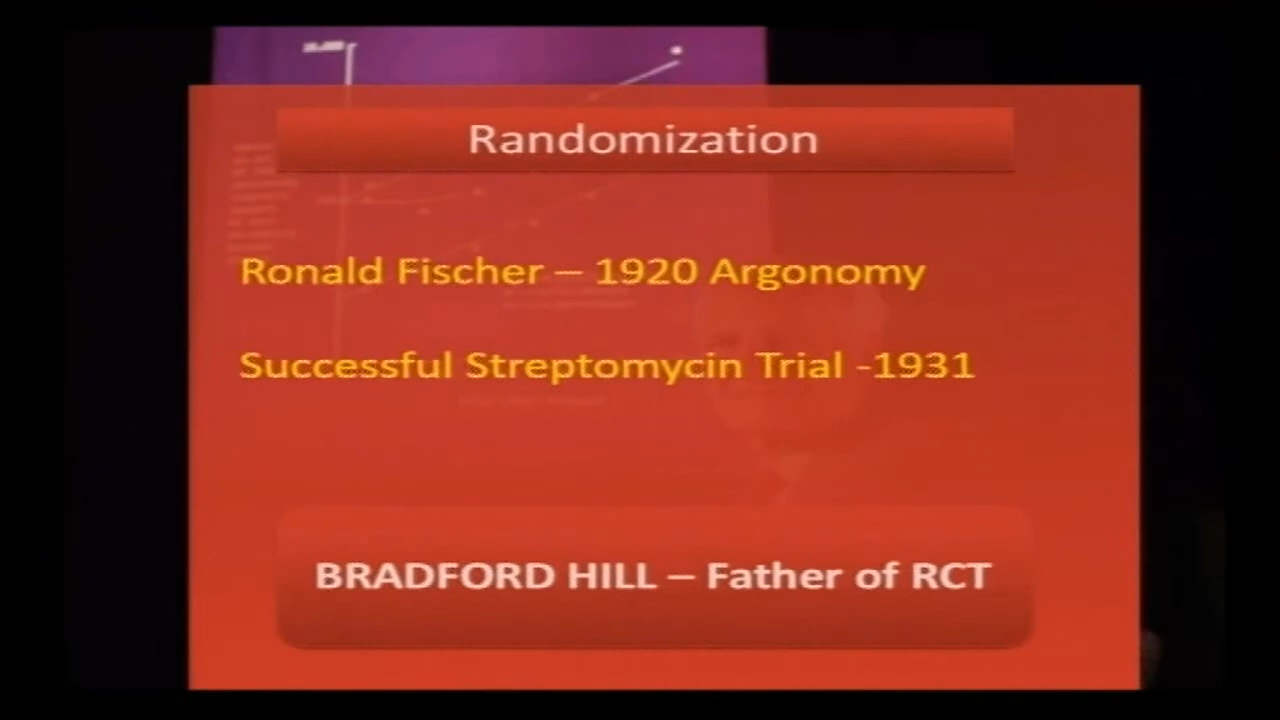 Randomization
Ronald Fischer – 1920 Argonomy
Successful Streptomycin Trial -1931
BRADFORD HILL – Father of RCT